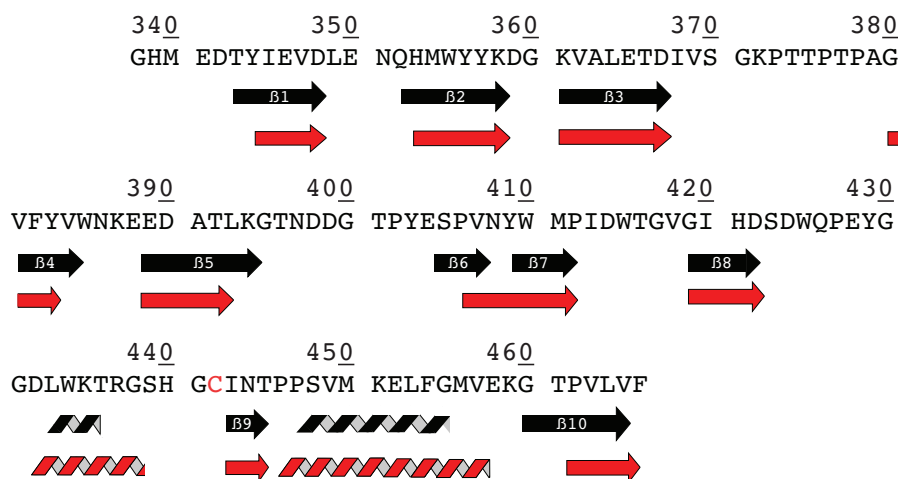 340 350 360 370 380
GHM EDTYIEVDLE NQHMWYYKDG KVALETDIVS GKPTTPTPAG
ß1 ß2 ß3
390 400 410 420 430
VFYVWNKEED ATLKGTNDDG TPYESPVNYW MPIDWTGVGI HDSDWQPEYG
ß4 ß5 ß6 ß7 ß8
440 450 460
GDLWKTRGSH GCINTPPSVM KELFGMVEKG TPVLVF
ß9 ß10